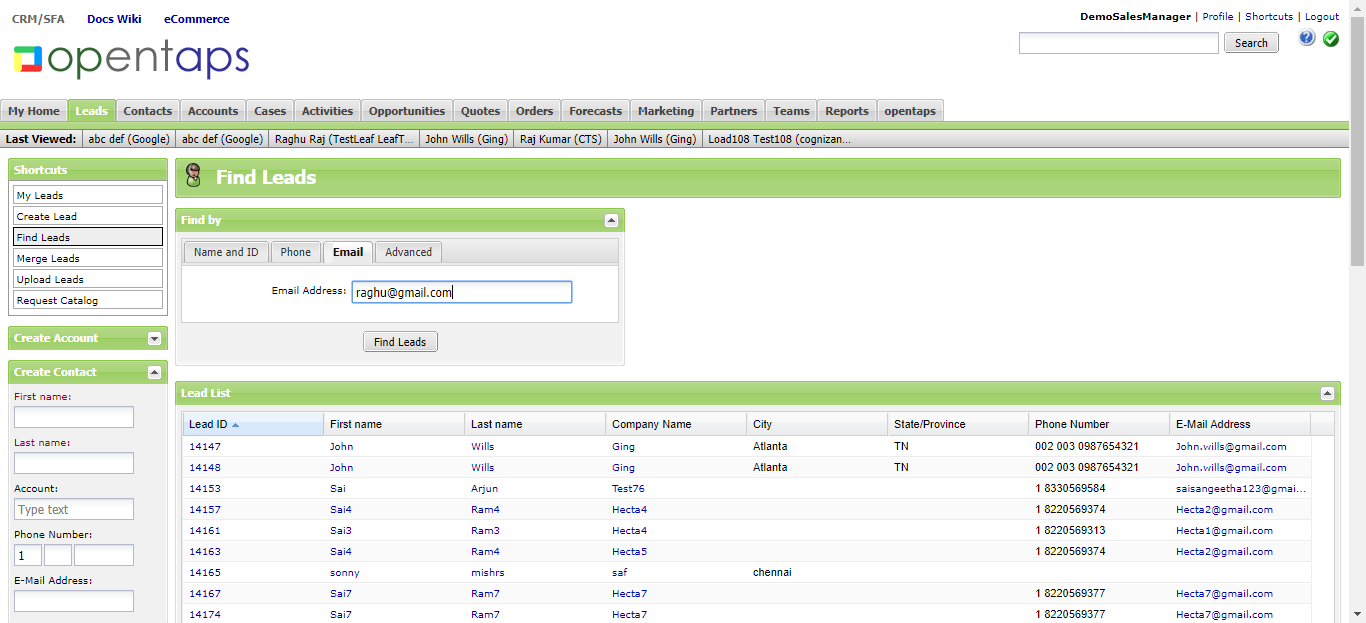 CRM/SFA Docs Wiki eCommerce
DemoSalesManager | Profile | Shortcuts | Logout
opentaps
Search
My Home Leads Contacts Accounts Cases Activities Opportunities Quotes Orders Forecasts Marketing Partners Teams Reports opentaps
Last Viewed: abc def (Google) abc def (Google) Raghu Raj (TestLeaf LeafT... John Wills (Ging) Raj Kumar (CTS) John Wills (Ging) Load108 Test108 (cognizan...
Shortcuts
My Leads
Create Lead
Find Leads
Merge Leads
Upload Leads
Request Catalog
Create Account
Create Contact
First name:
Last name:
Account:
Type text
Phone Number:
1
E-Mail Address:
Find Leads
Find by
Name and ID Phone Email Advanced
Email Address: raghu@gmail.com
Find Leads
Lead List
Lead ID First name Last name Company Name City State/Province Phone Number E-Mail Address
14147 John Wills Ging Atlanta TN 002 003 0987654321 John.wills@gmail.com
14148 John Wills Ging Atlanta TN 002 003 0987654321 John.wills@gmail.com
14153 Sai Arjun Test76 1 8330569584 saisangeetha123@gmai...
14157 Sai4 Ram4 Hecta4 1 8220569374 Hecta2@gmail.com
14161 Sai3 Ram3 Hecta4 1 8220569313 Hecta1@gmail.com
14163 Sai4 Ram4 Hecta5 1 8220569374 Hecta2@gmail.com
14165 sonny mishrs saf chennai
14167 Sai7 Ram7 Hecta7 1 8220569377 Hecta7@gmail.com
14174 Sai7 Ram7 Hecta7 1 8220569377 Hecta7@gmail.com